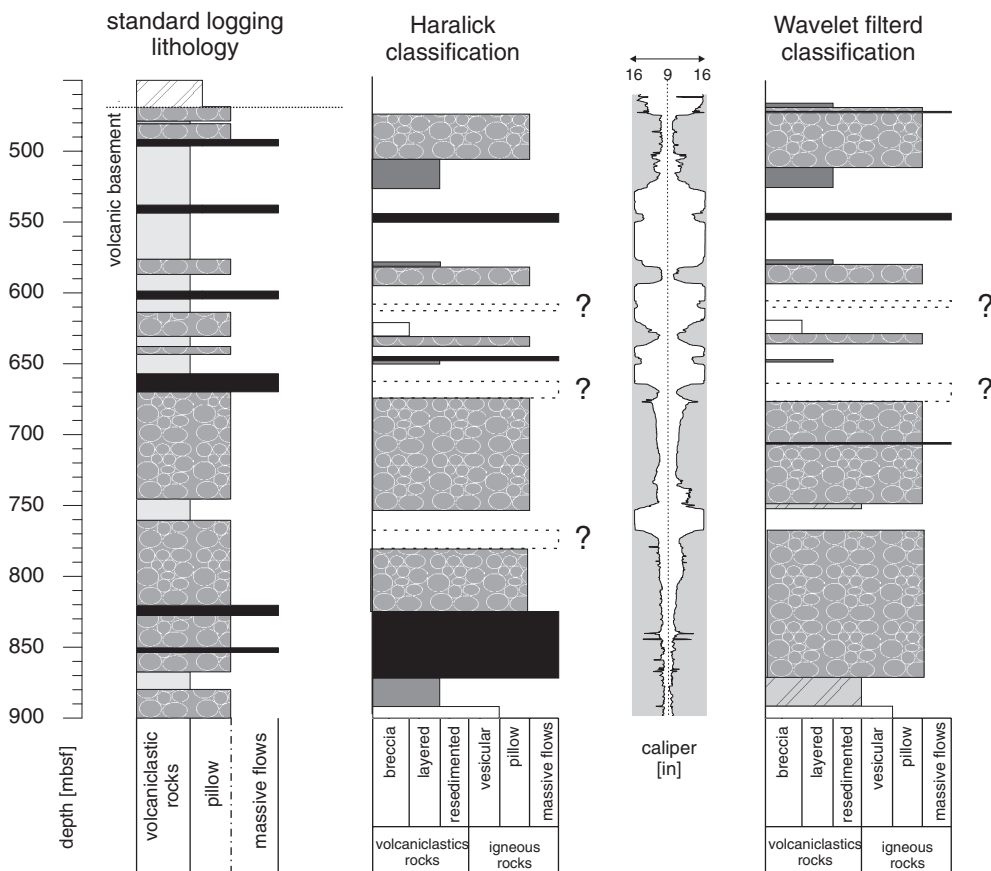 standard logging
lithology
Haralick
classification
Wavelet filterd
classification
16 9 16
volcanic basement
500
550
600
650
700
750
800
850
900
?
?
?
?
?
depth [mbsf]
volcaniclastic
rocks
pillow
massive flows
breccia
layered
resedimented
vesicular
pillow
massive flows
volcaniclastics
rocks
igneous
rocks
caliper
[in]
breccia
layered
resedimented
vesicular
pillow
massive flows
volcaniclastics
rocks
igneous
rocks